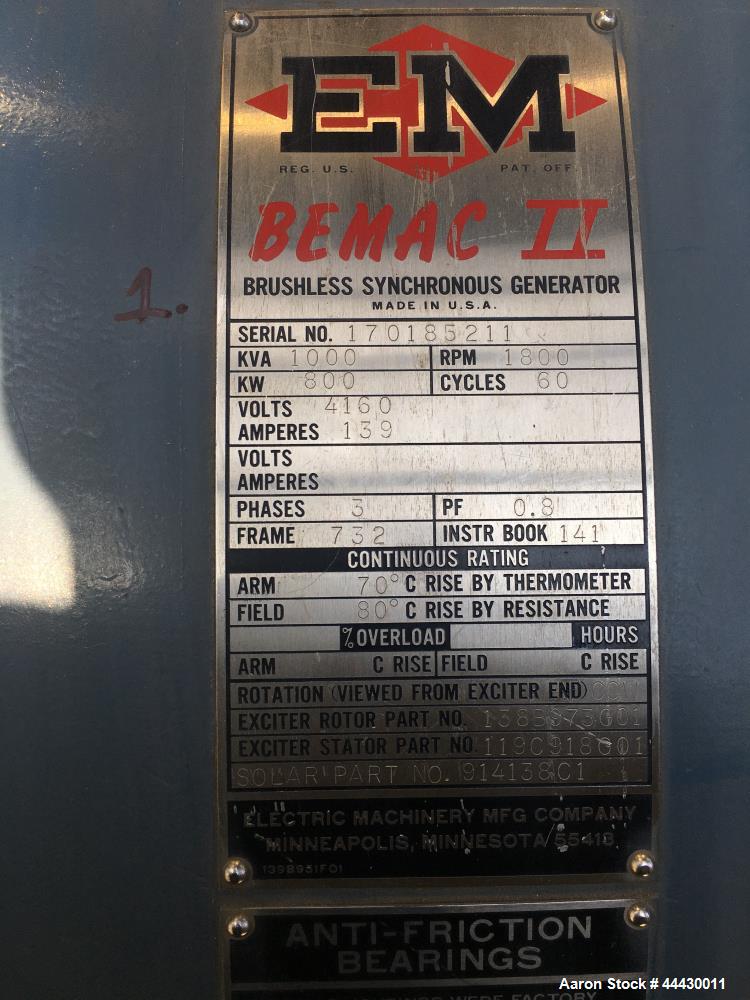 EM
REG. U.S. PAT. OFF.
BEMAC II
BRUSHLESS SYNCHRONOUS GENERATOR
MADE IN U.S.A.
SERIAL NO. 170185211
KVA 1000 RPM 1800
KW 800 CYCLES 60
VOLTS 4160
AMPERES 139
VOLTS
AMPERES
PHASES 3 PF 0.8
FRAME 732 INSTR BOOK 141
CONTINUOUS RATING
ARM 70° C RISE BY THERMOMETER
FIELD 80° C RISE BY RESISTANCE
% OVERLOAD HOURS
ARM C RISE FIELD C RISE
ROTATION (VIEWED FROM EXCITER END)
EXCITER ROTOR PART NO.
EXCITER STATOR PART NO. 119C918G01
SOLAR PART NO. 914138C1
ELECTRIC MACHINERY MFG COMPANY
MINNEAPOLIS, MINNESOTA 55413
139B951F01
1.
ANTI-FRICTION
BEARINGS
Aaron Stock # 44430011